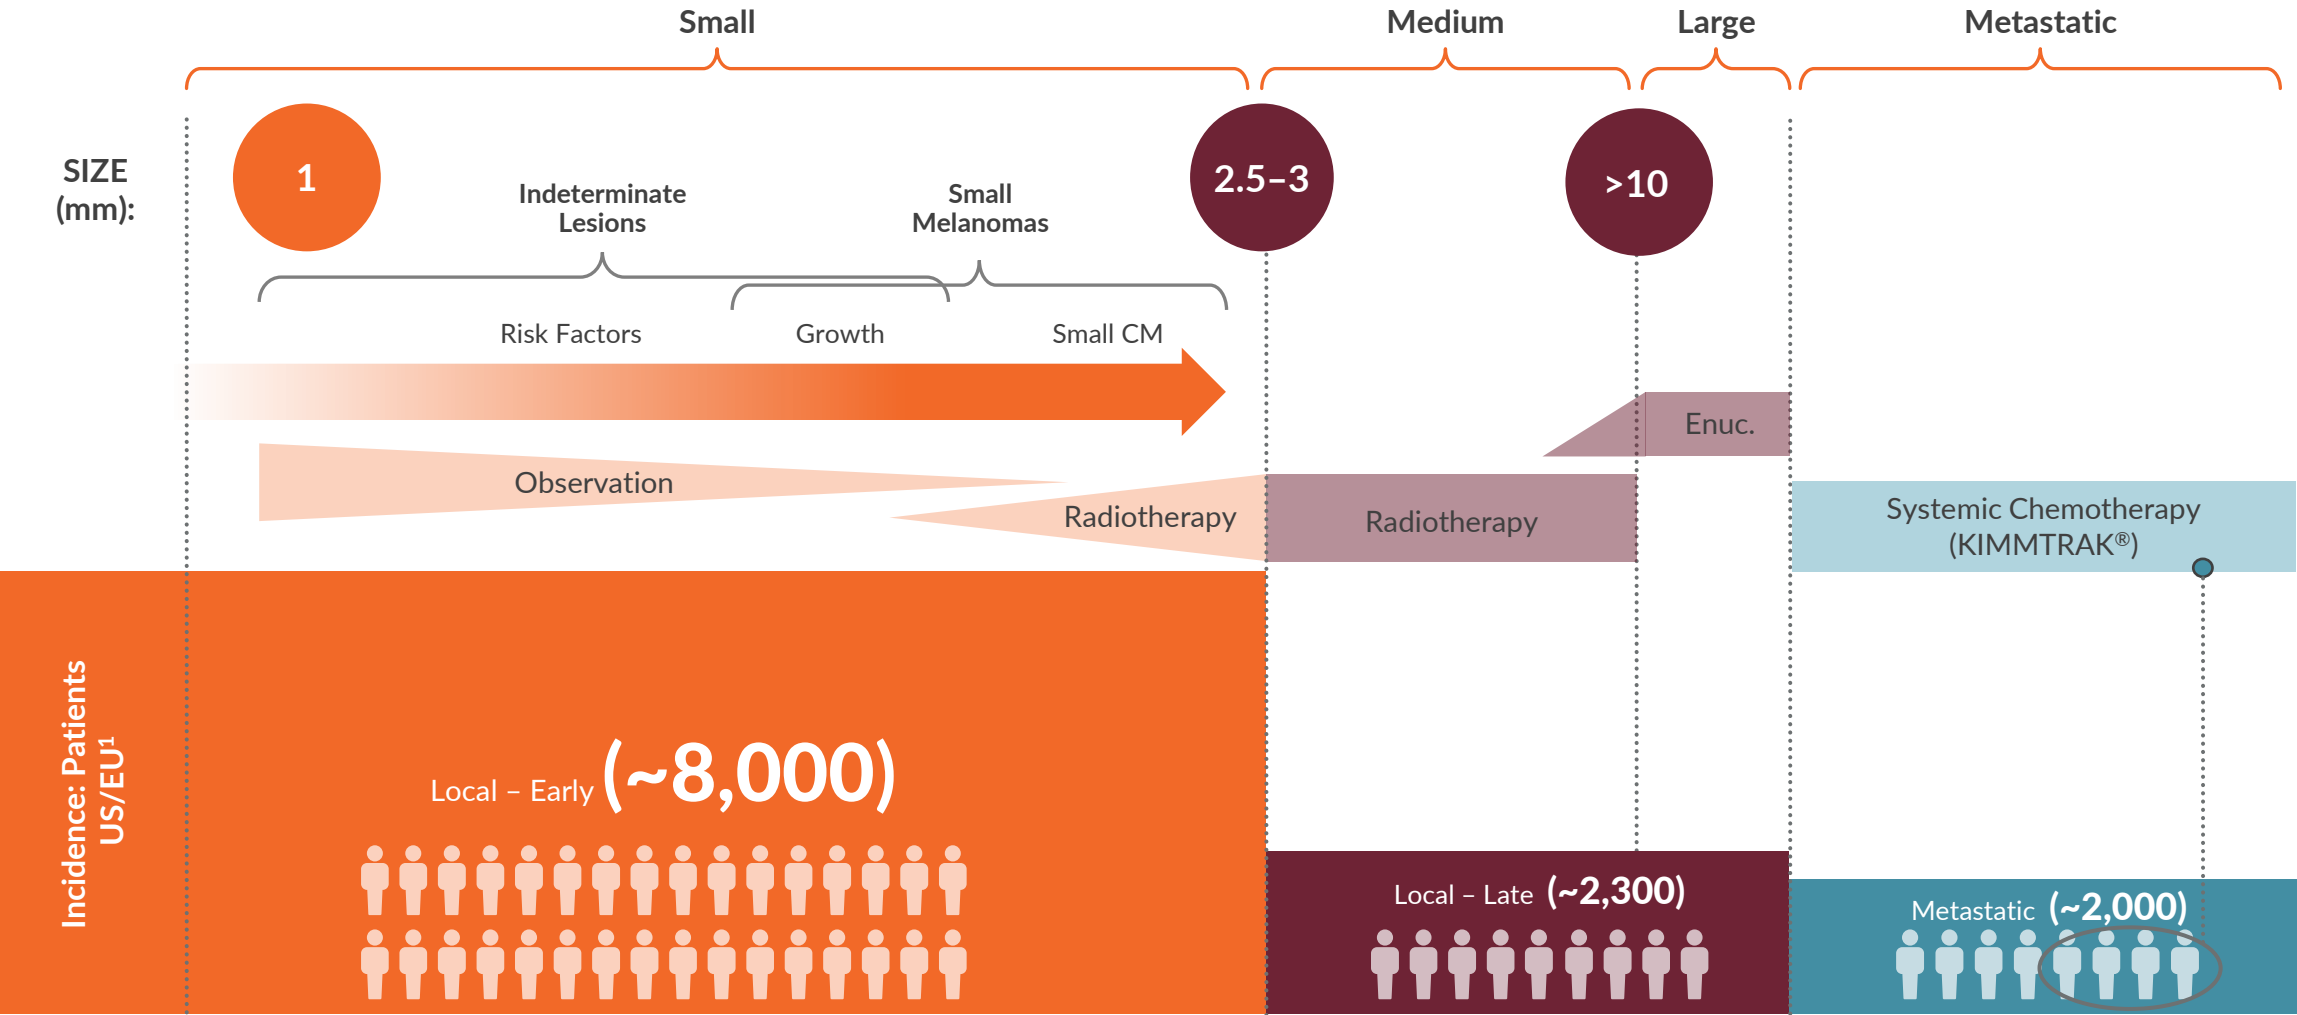 Small
Medium
Large
Metastatic
SIZE
(mm):
1
2.5–3
>10
Indeterminate
Lesions
Small
Melanomas
Risk Factors
Growth
Small CM
Observation
Radiotherapy
Radiotherapy
Enuc.
Systemic Chemotherapy
(KIMMTRAK®)
Incidence: Patients
US/EU¹
Local – Early (~8,000)
Local – Late (~2,300)
Metastatic (~2,000)